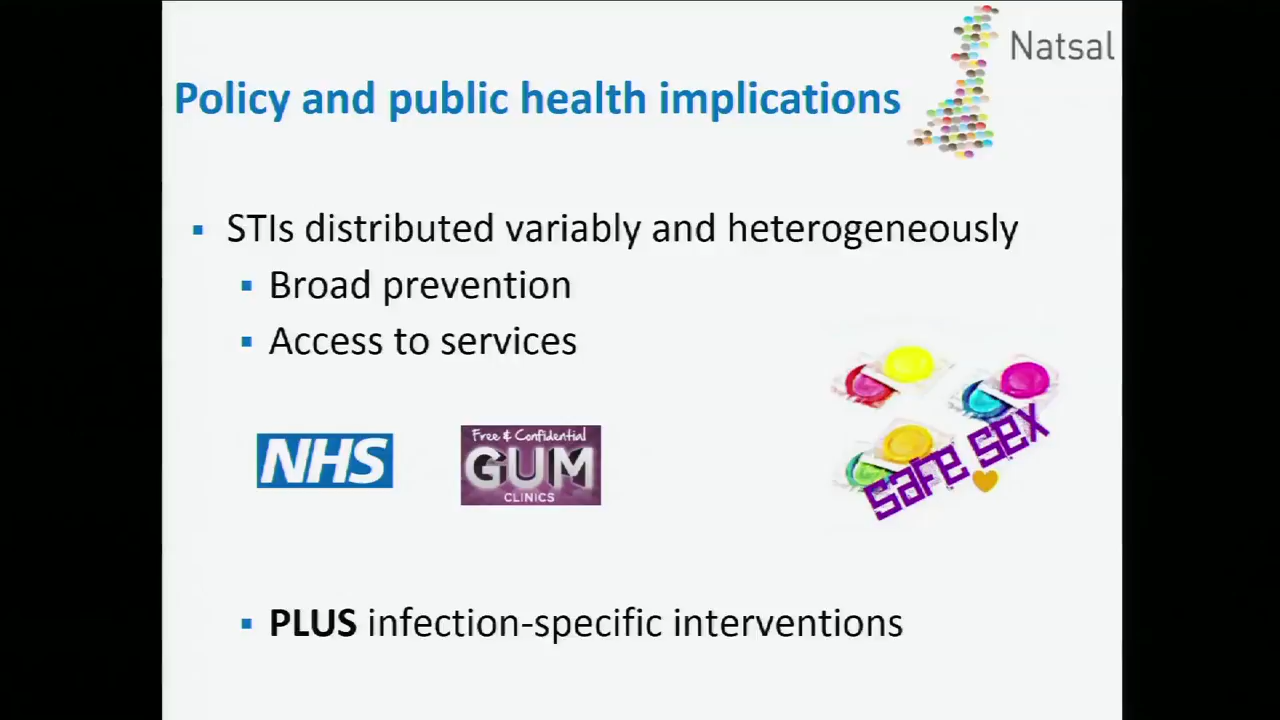 Natsal
Policy and public health implications
▪ STIs distributed variably and heterogeneously
▪ Broad prevention
▪ Access to services
NHS
Free & Confidential
GUM
CLINICS
safe sex
▪ PLUS infection-specific interventions